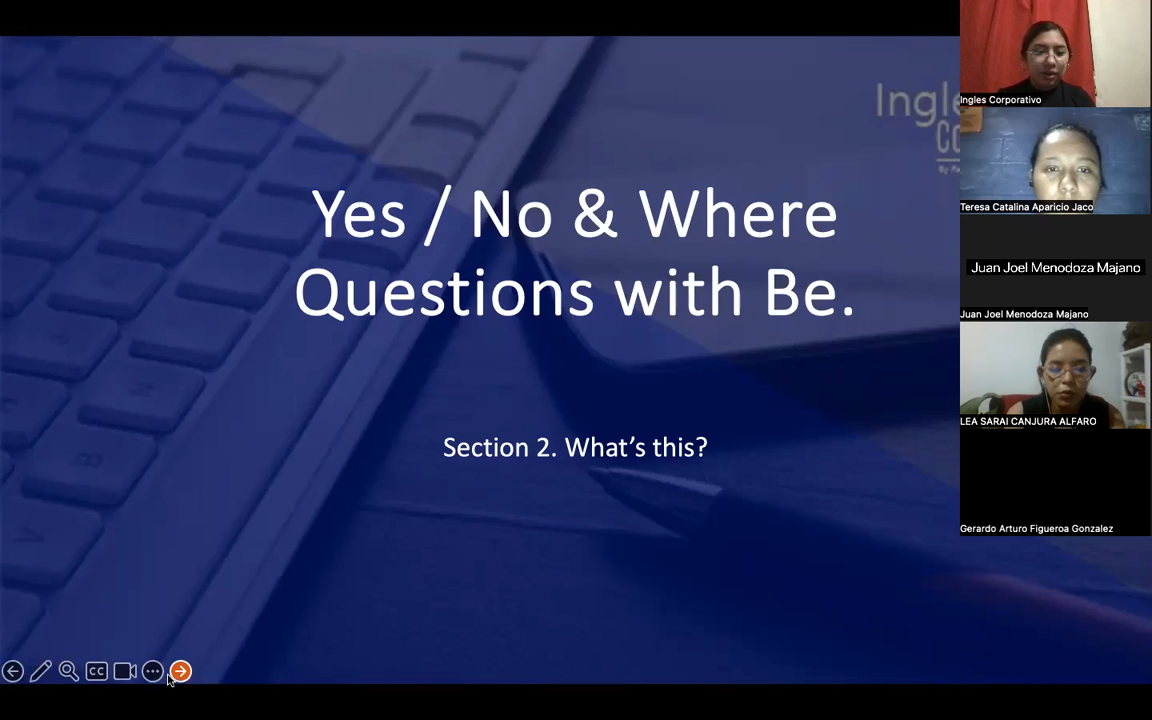 Yes / No & Where
Questions with Be.
Section 2. What's this?
Ingles Corporativo
Teresa Catalina Aparicio Jaco
Juan Joel Menodoza Majano
Juan Joel Menodoza Majano
LEA SARAI CANJURA ALFARO
Gerardo Arturo Figueroa Gonzalez
CC